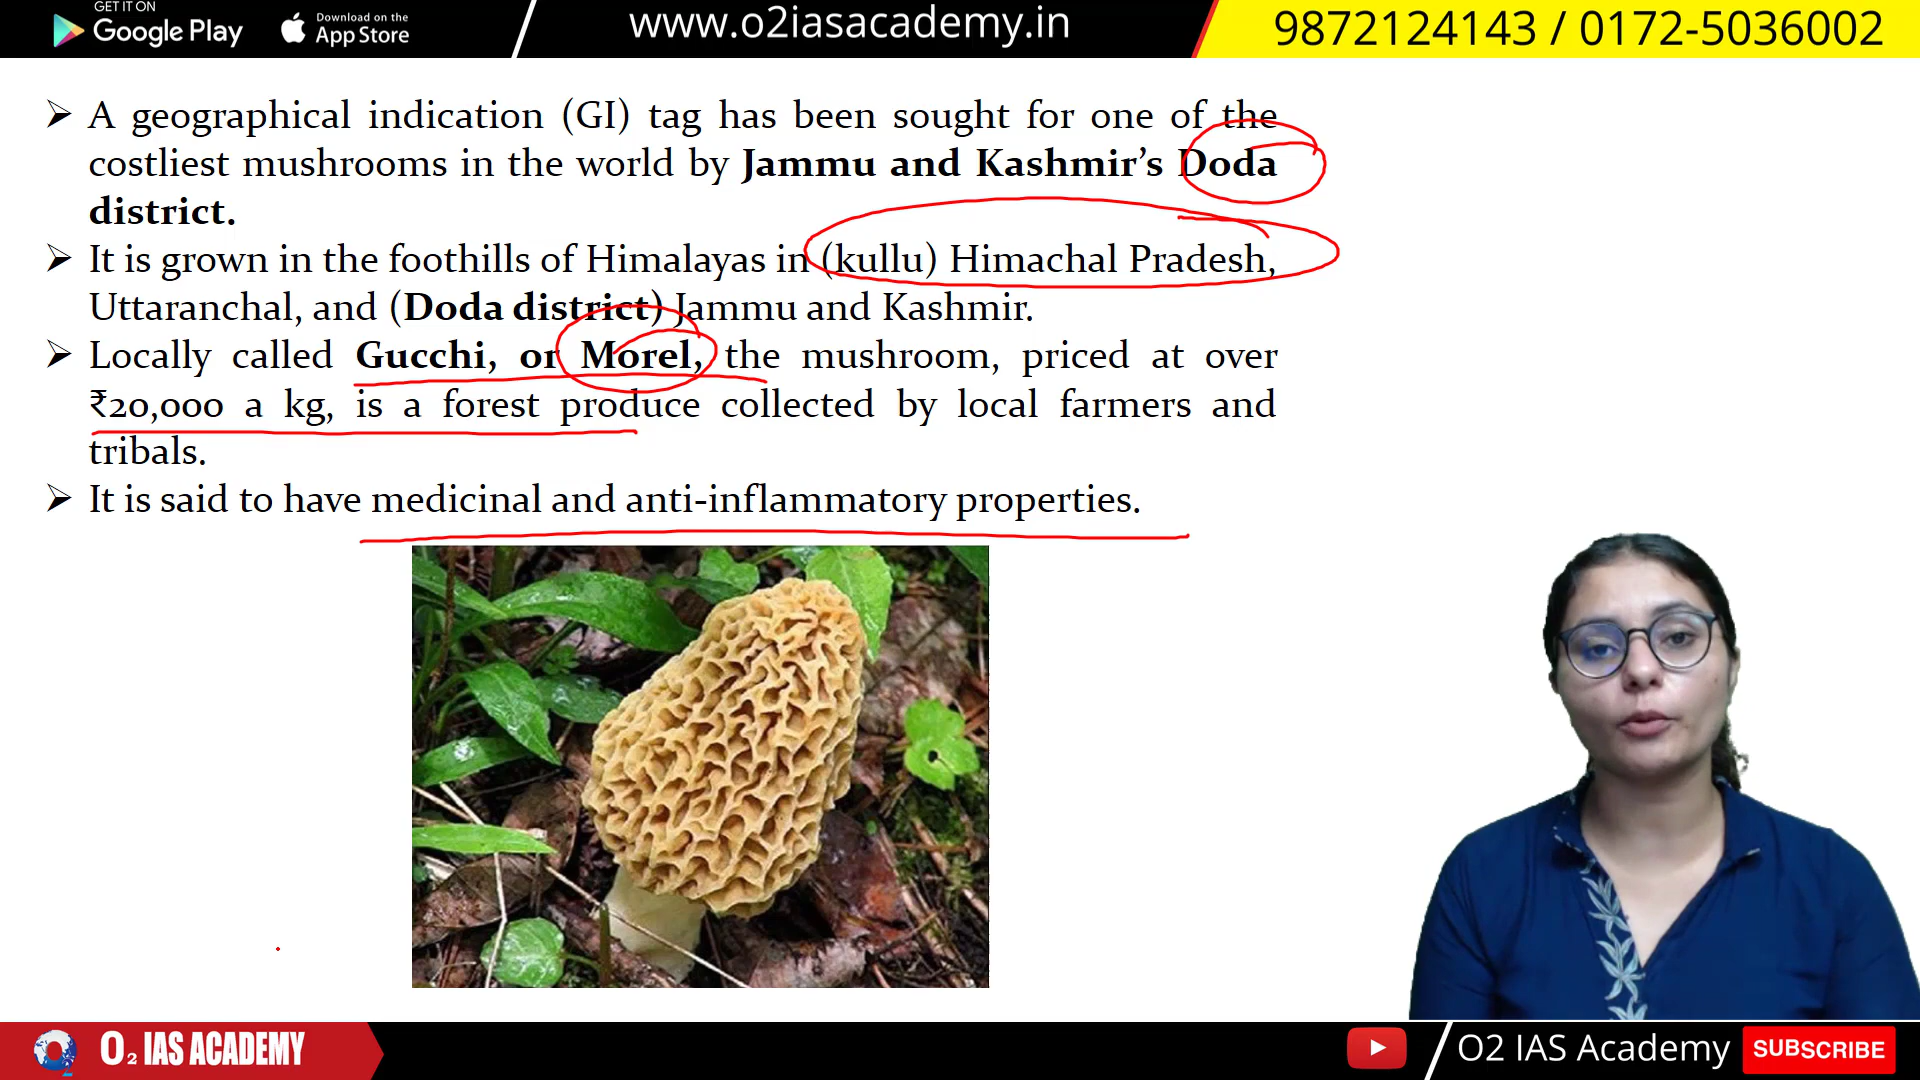 GET IT ON
Google Play
Download on the
App Store
www.o2iasacademy.in
9872124143 / 0172-5036002
➤ A geographical indication (GI) tag has been sought for one of the
costliest mushrooms in the world by Jammu and Kashmir’s Doda
district.
➤ It is grown in the foothills of Himalayas in (kullu) Himachal Pradesh,
Uttaranchal, and (Doda district) Jammu and Kashmir.
➤ Locally called Gucchi, or Morel, the mushroom, priced at over
₹20,000 a kg, is a forest produce collected by local farmers and
tribals.
➤ It is said to have medicinal and anti-inflammatory properties.
O₂ IAS ACADEMY
O2 IAS Academy
SUBSCRIBE